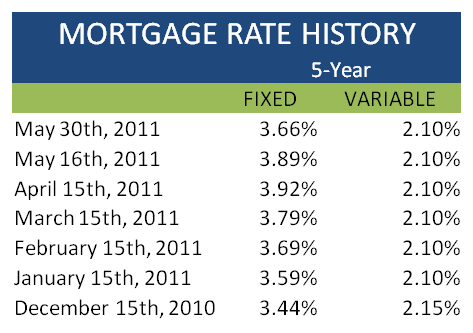 MORTGAGE RATE HISTORY
5-Year
FIXED VARIABLE
May 30th, 2011 3.66% 2.10%
May 16th, 2011 3.89% 2.10%
April 15th, 2011 3.92% 2.10%
March 15th, 2011 3.79% 2.10%
February 15th, 2011 3.69% 2.10%
January 15th, 2011 3.59% 2.10%
December 15th, 2010 3.44% 2.15%